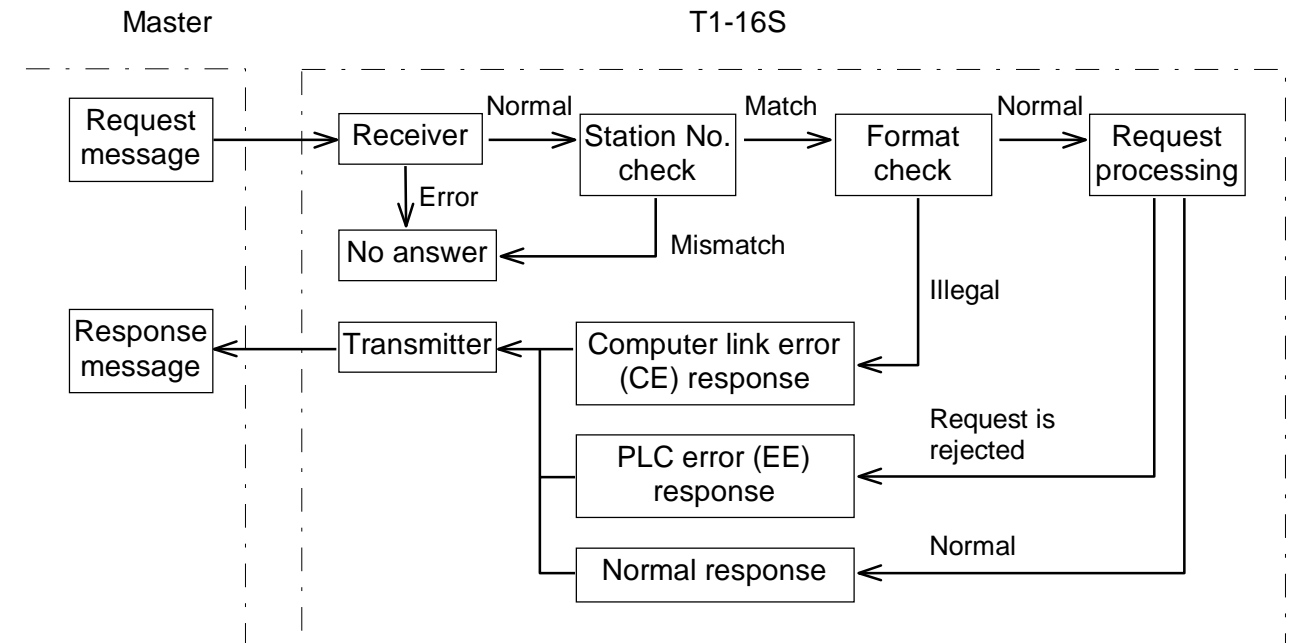 Master
T1-16S
Request
message
Receiver
Normal
Station No.
check
Match
Format
check
Normal
Request
processing
Error
No answer
Mismatch
Illegal
Response
message
Transmitter
Computer link error
(CE) response
Request is
rejected
PLC error (EE)
response
Normal
Normal response